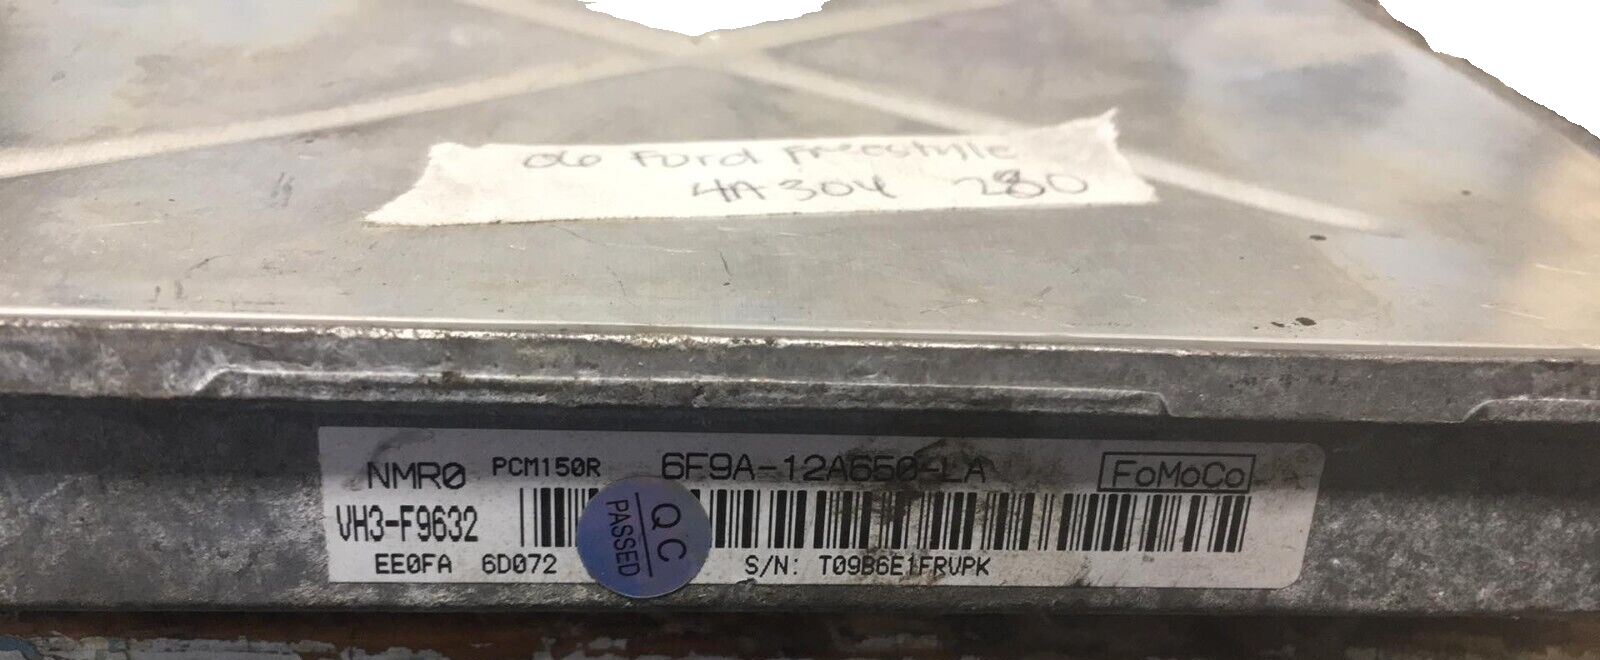 06 Ford Freestyle
4A304 280
NMR0 PCM150R 6F9A-12A650-LA FoMoCo
VH3-F9632
EE0FA 6D072
QC
PASSED
S/N: T09B6E1FRVPK